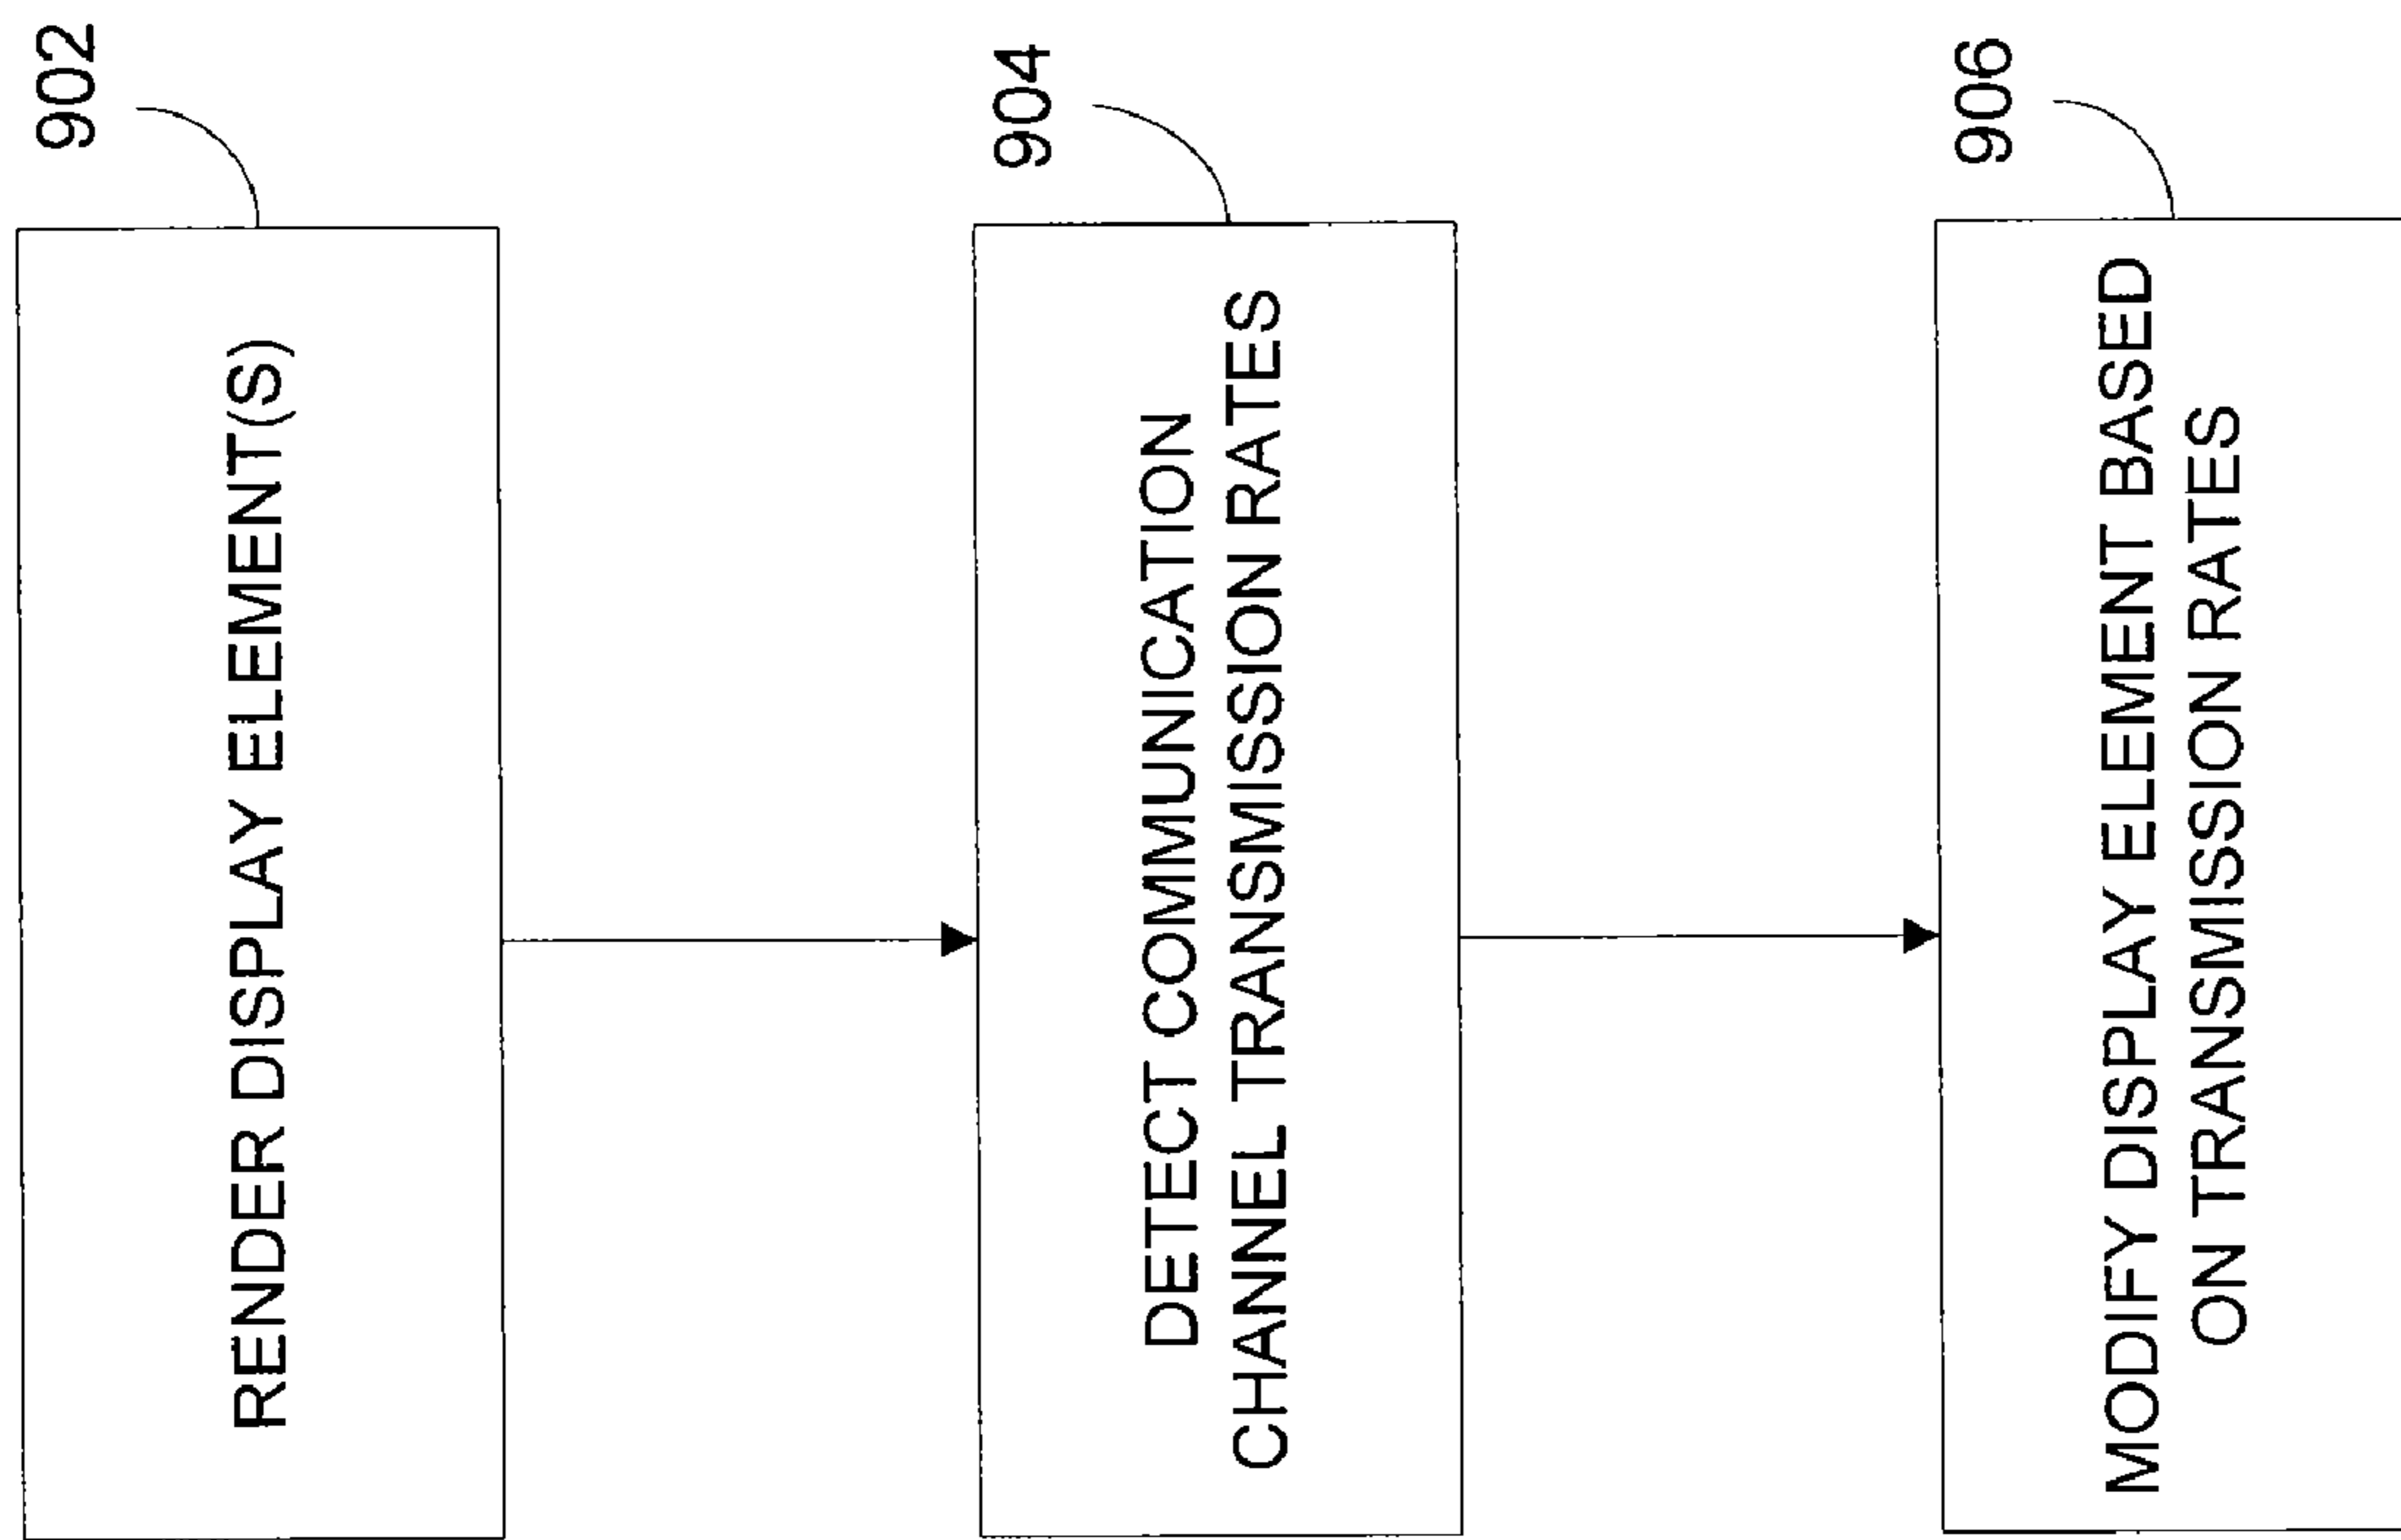 902
RENDER DISPLAY ELEMENT(S)
904
DETECT COMMUNICATION
CHANNEL TRANSMISSION RATES
906
MODIFY DISPLAY ELEMENT BASED
ON TRANSMISSION RATES